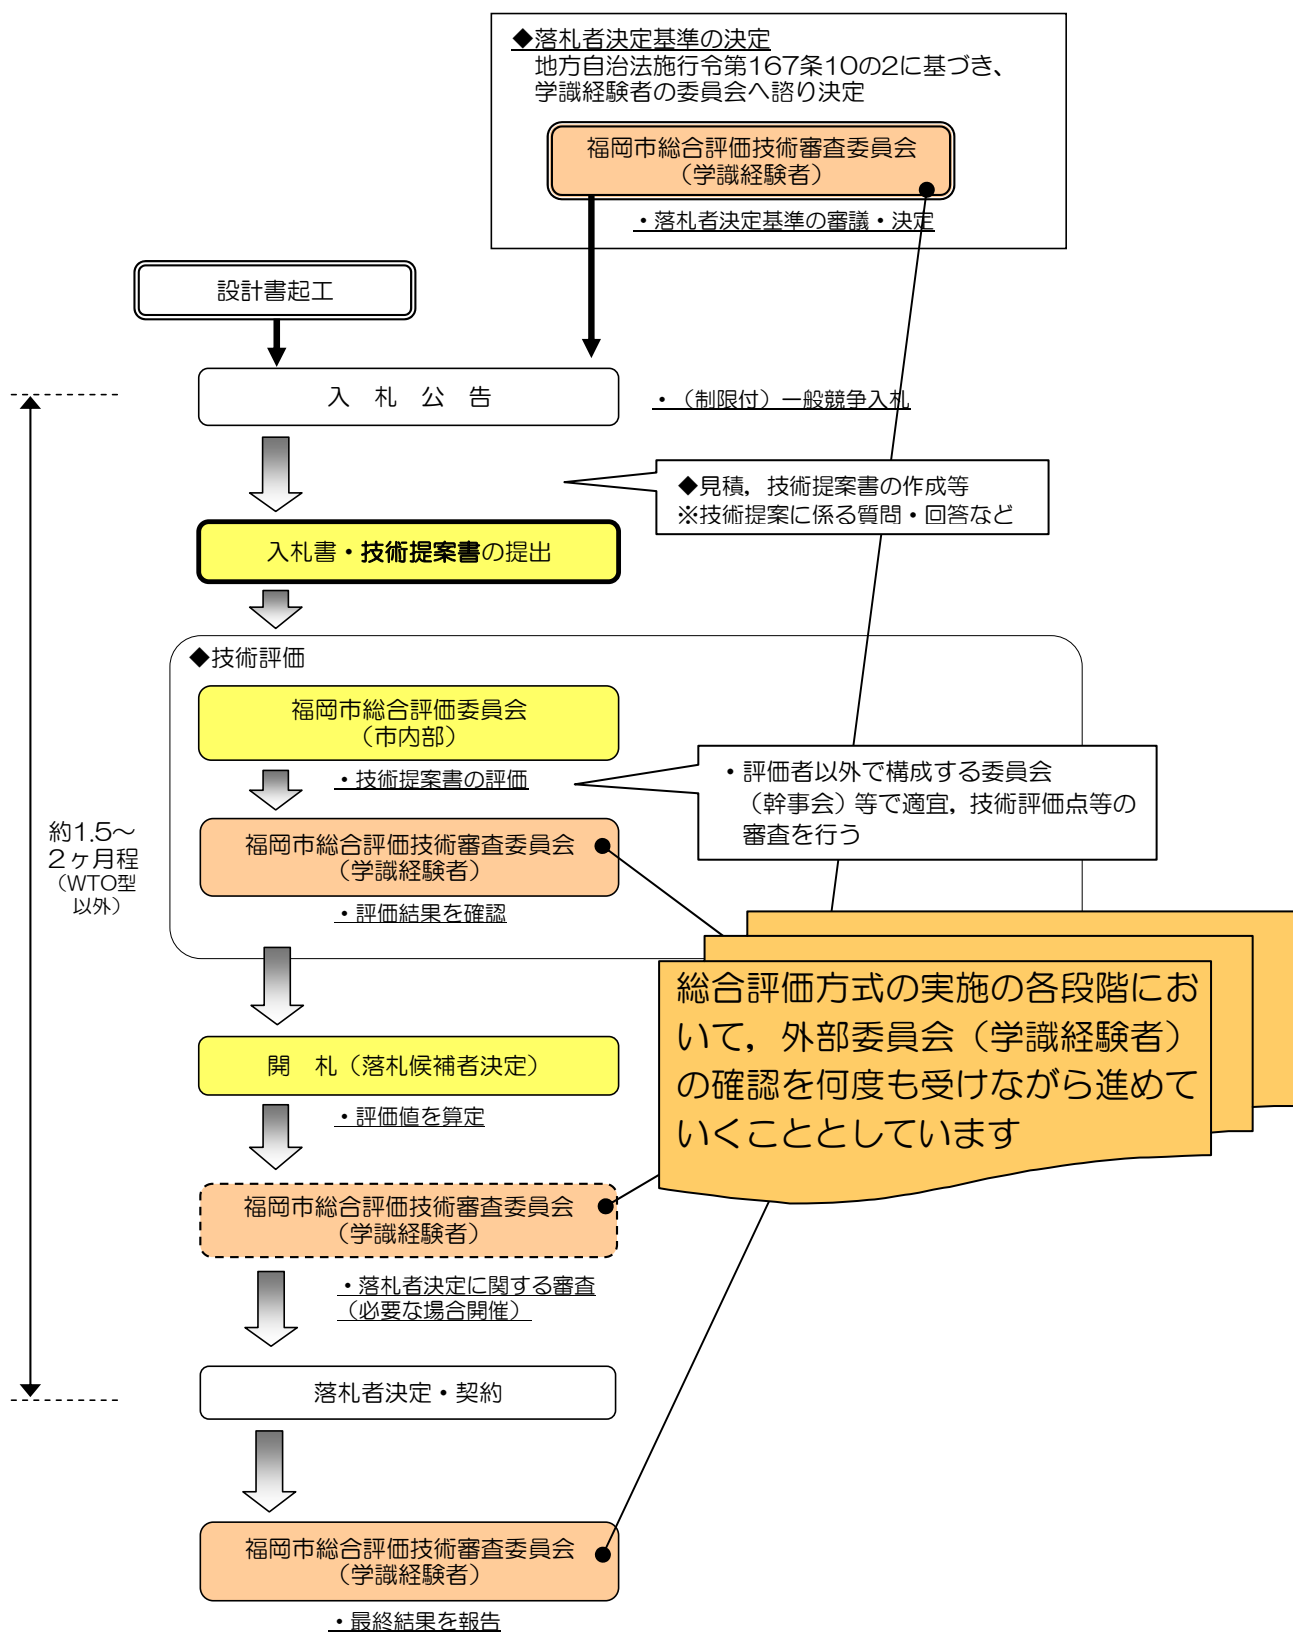 ◆落札者決定基準の決定
地方自治法施行令第167条10の2に基づき、
学識経験者の委員会へ諮り決定
福岡市総合評価技術審査委員会
（学識経験者）
・落札者決定基準の審議・決定
設計書起工
入 札 公 告
・（制限付）一般競争入札
◆見積，技術提案書の作成等
※技術提案に係る質問・回答など
入札書・技術提案書の提出
◆技術評価
福岡市総合評価委員会
（市内部）
・技術提案書の評価
・評価者以外で構成する委員会
（幹事会）等で適宜，技術評価点等の
審査を行う
福岡市総合評価技術審査委員会
（学識経験者）
・評価結果を確認
約1.5～
2ヶ月程
（WTO型
以外）
総合評価方式の実施の各段階にお
いて，外部委員会（学識経験者）
の確認を何度も受けながら進めて
いくこととしています
開 札（落札候補者決定）
・評価値を算定
福岡市総合評価技術審査委員会
（学識経験者）
・落札者決定に関する審査
（必要な場合開催）
落札者決定・契約
福岡市総合評価技術審査委員会
（学識経験者）
・最終結果を報告